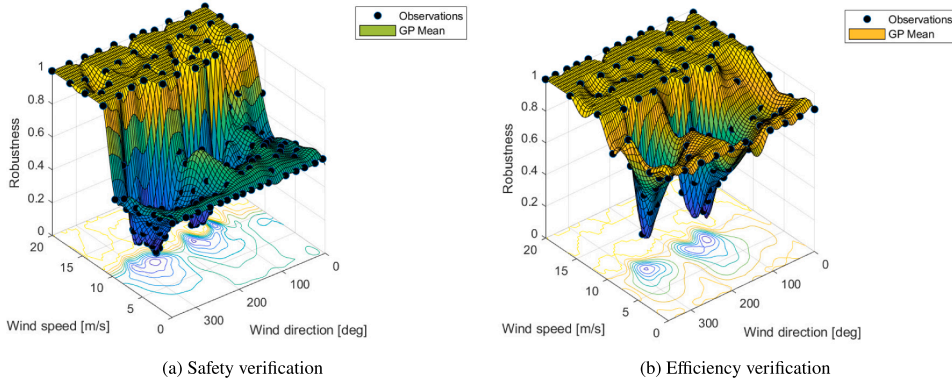 Observations
GP Mean
1
0.8
0.6
0.4
0.2
0
20
15
10
5
0
300
200
100
0
Robustness
Wind speed [m/s]
Wind direction [deg]
(a) Safety verification
Observations
GP Mean
1
0.8
0.6
0.4
0.2
0
20
15
10
5
0
300
200
100
0
Robustness
Wind speed [m/s]
Wind direction [deg]
(b) Efficiency verification